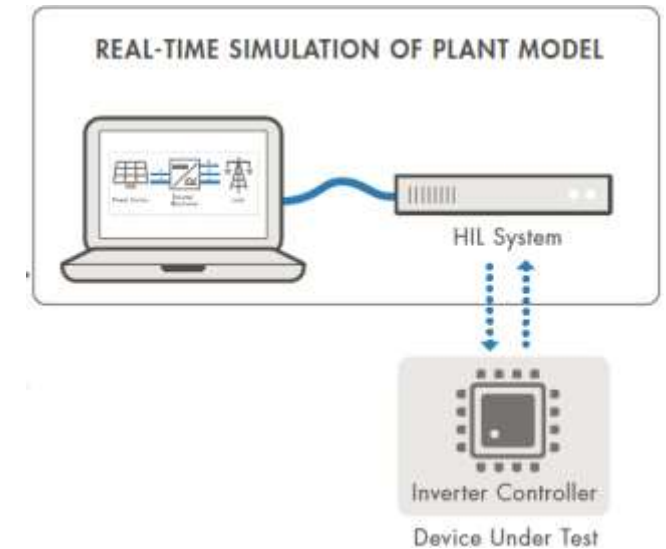 REAL-TIME SIMULATION OF PLANT MODEL
HIL System
Inverter Controller
Device Under Test